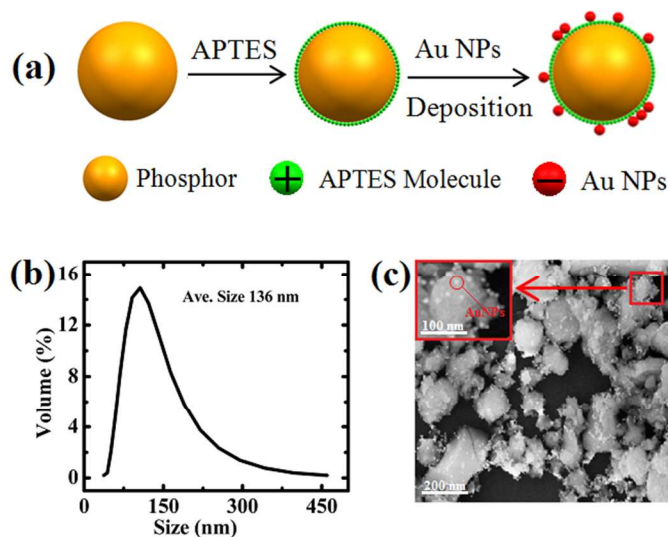 (a)
APTES
Au NPs
Deposition
Phosphor
+
APTES Molecule
−
Au NPs
(b)
16
12
8
4
0
Volume (%)
Ave. Size 136 nm
0
150
300
450
Size (nm)
(c)
AuNPs
100 nm
200 nm